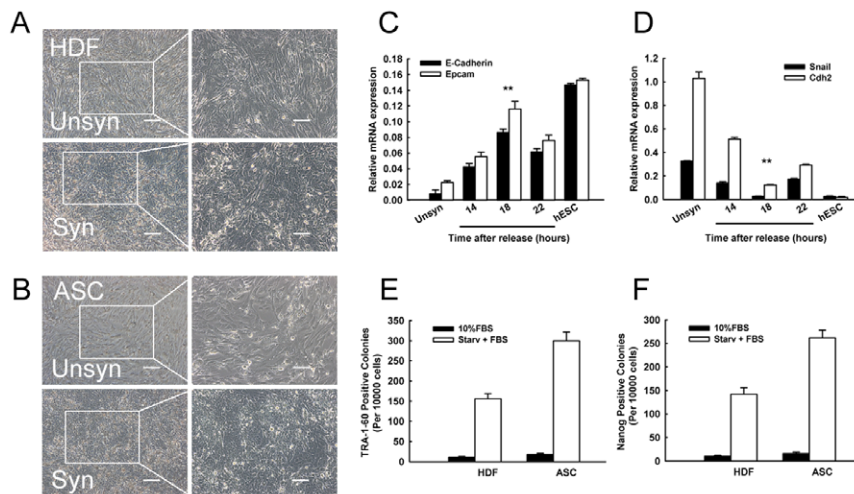 A
HDF
Unsyn
Syn
B
ASC
Unsyn
Syn
C
E-Cadherin
Epcam
Relative mRNA expression
0.18
0.16
0.14
0.12
0.10
0.08
0.06
0.04
0.02
0.00
**
Unsyn 14 18 22 hESC
Time after release (hours)
D
Snail
Cdh2
Relative mRNA expression
1.2
1.0
0.8
0.6
0.4
0.2
0.0
**
Unsyn 14 18 22 hESC
Time after release (hours)
E
10%FBS
Starv + FBS
TRA-1-60 Positive Colonies
(Per 10000 cells)
350
300
250
200
150
100
50
0
HDF ASC
F
10%FBS
Starv + FBS
Nanog Positive Colonies
(Per 10000 cells)
300
250
200
150
100
50
0
HDF ASC